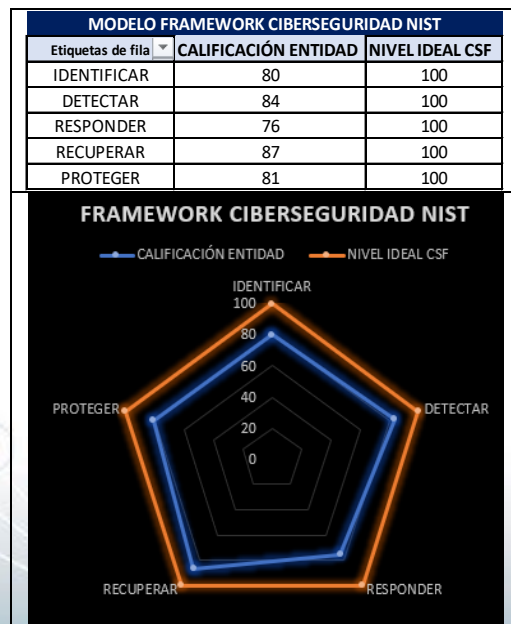 MODELO FRAMEWORK CIBERSEGURIDAD NIST
Etiquetas de fila CALIFICACIÓN ENTIDAD NIVEL IDEAL CSF
IDENTIFICAR 80 100
DETECTAR 84 100
RESPONDER 76 100
RECUPERAR 87 100
PROTEGER 81 100
FRAMEWORK CIBERSEGURIDAD NIST
CALIFICACIÓN ENTIDAD NIVEL IDEAL CSF
IDENTIFICAR
100
80
60
40
20
0
PROTEGER DETECTAR
RECUPERAR RESPONDER